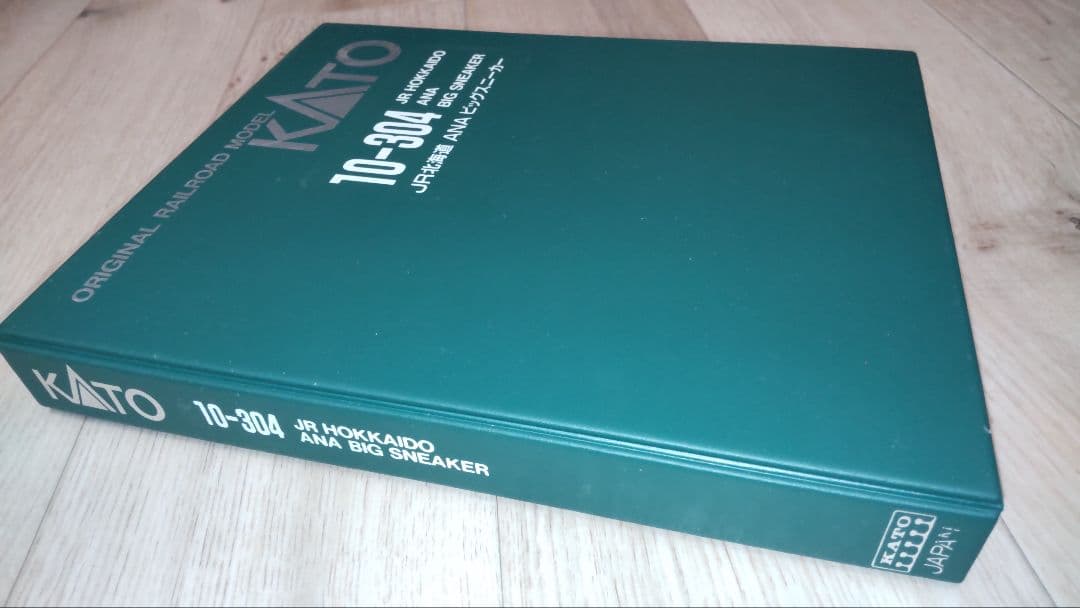 ORIGINAL RAILROAD MODEL
KATO
10-304
JR HOKKAIDO
ANA
BIG SNEAKER
JR北海道 ANA ビックスニーカー
KATO
10-304
JR HOKKAIDO
ANA BIG SNEAKER
KATO
JAPAN